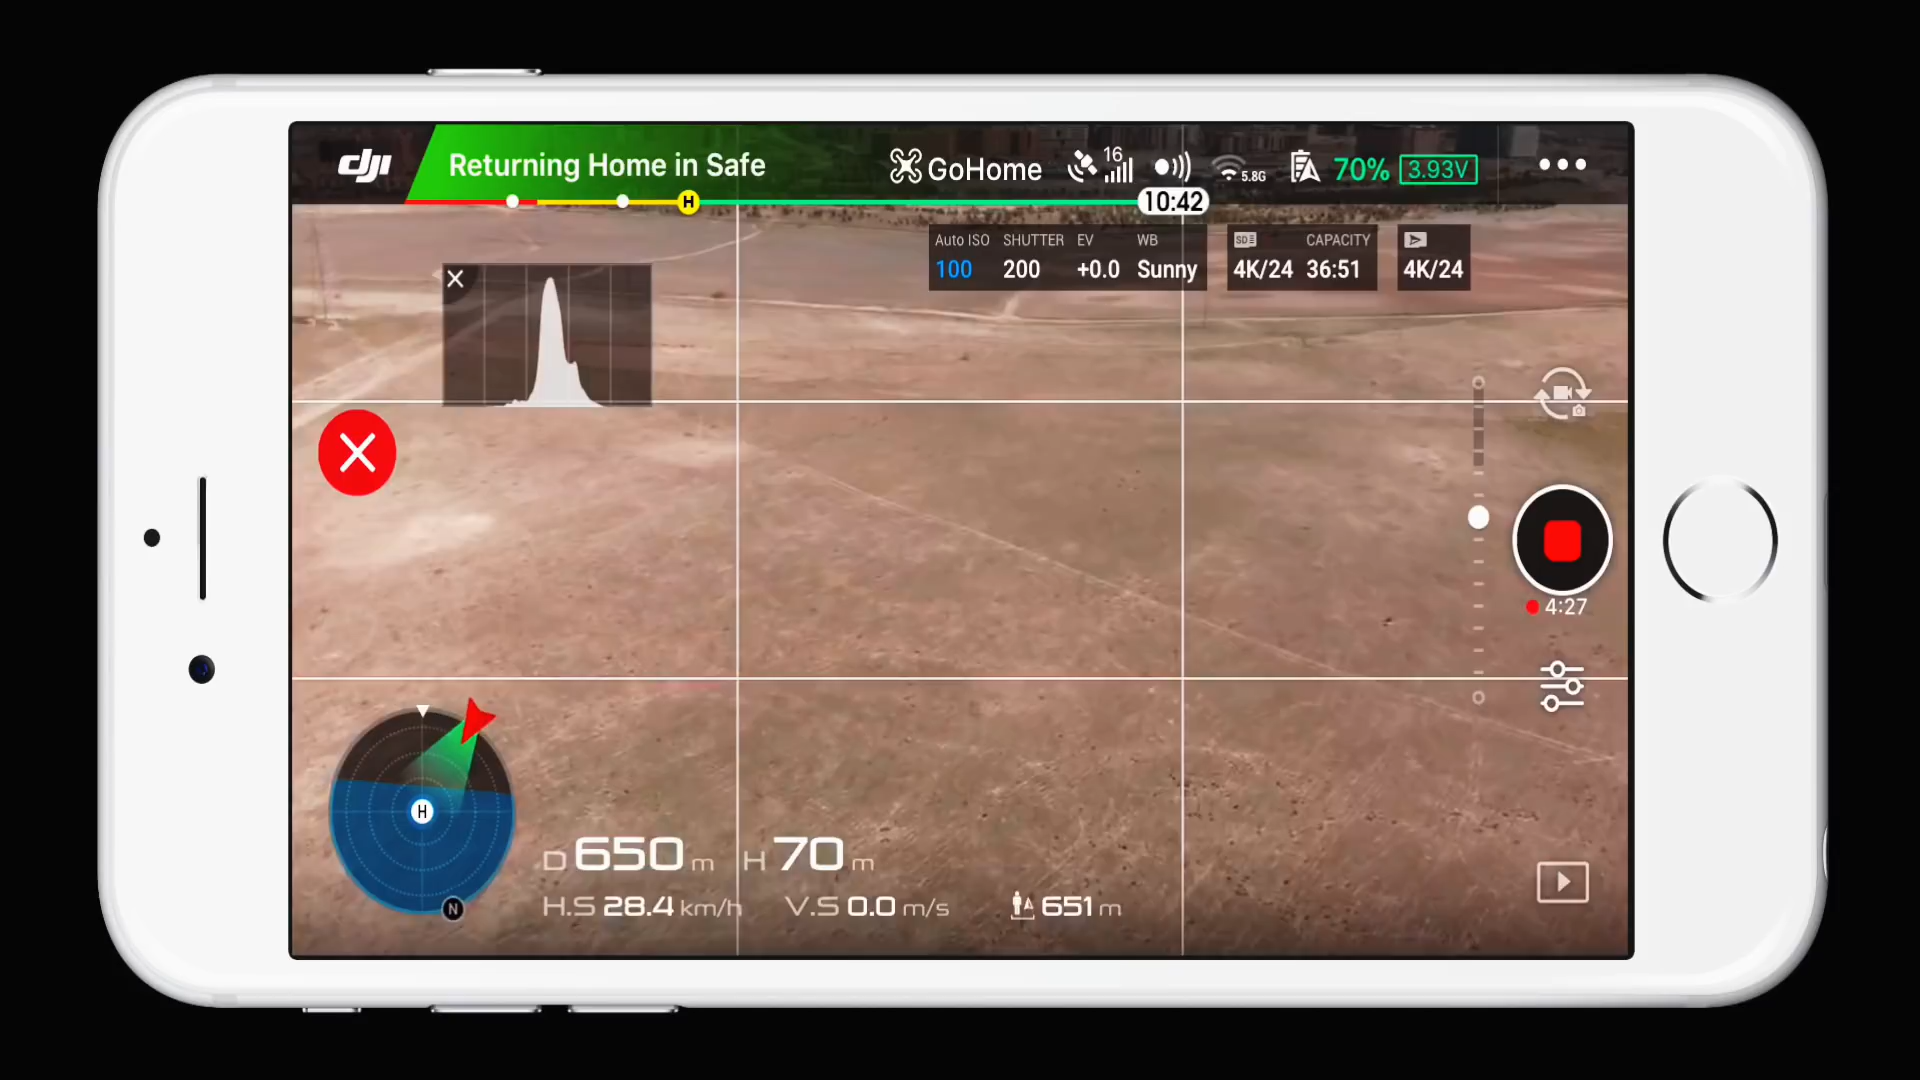 dji Returning Home in Safe GoHome 16 5.8G 70% 3.93V
H 10:42
Auto ISO SHUTTER EV WB SD CAPACITY
100 200 +0.0 Sunny 4K/24 36:51 4K/24
4:27
H
N
D 650 m H 70 m
H.S 28.4 km/h V.S 0.0 m/s 651 m